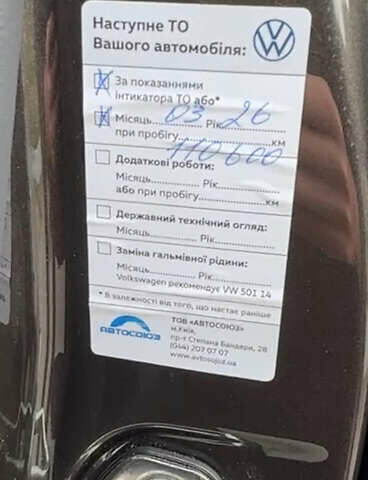 Наступне ТО
Вашого автомобіля:
За показаннями
інтикатора ТО або*
Місяць 03 Рік 26
при пробігу 110600 км
Додаткові роботи:
Місяць Рік
або при пробігу км
Державний технічний огляд:
Місяць Рік
Заміна гальмівної рідини:
Місяць Рік
Volkswagen рекомендує VW 501 14
* В залежності від того, що настає раніше
АВТОСОЮЗ
ТОВ «АВТОСОЮЗ»
м.Київ,
пр-т Степана Бандери, 28
(044) 207 07 07
www.avtosojuz.ua